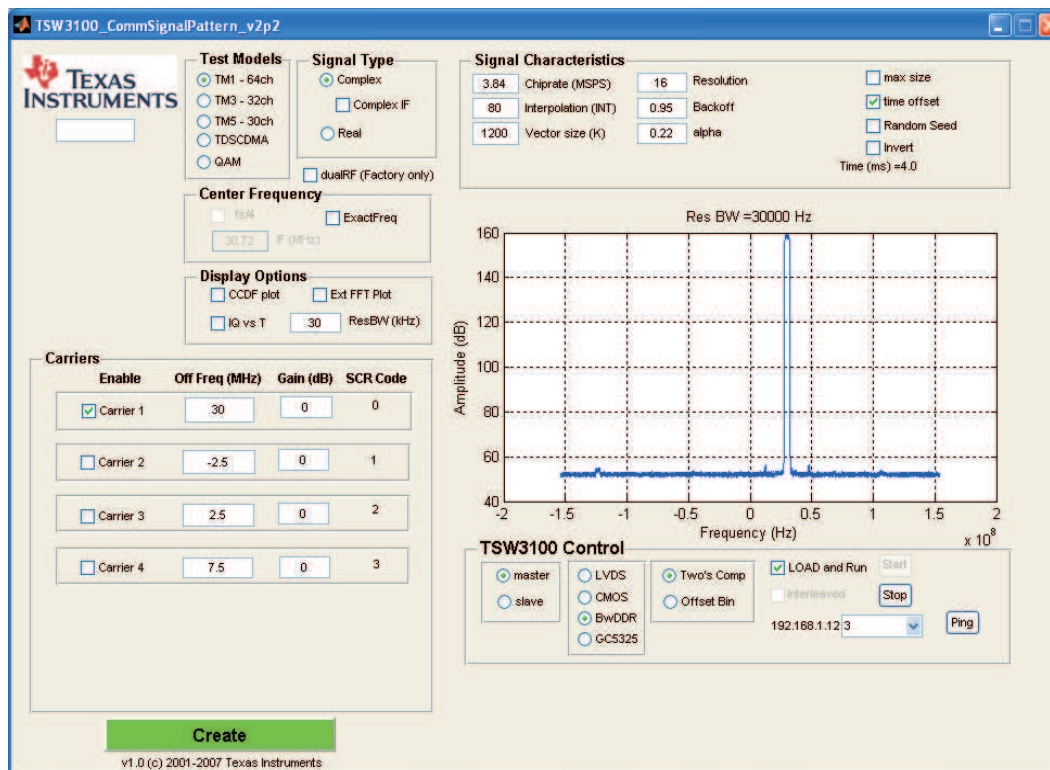 TSW3100_CommSignalPattern_v2p2
TEXAS
INSTRUMENTS
Test Models
TM1 - 64ch
TM3 - 32ch
TM5 - 30ch
TDSCDMA
QAM
Signal Type
Complex
Complex IF
Real
dualRF (Factory only)
Signal Characteristics
3.84 Chiprate (MSPS) 16 Resolution
80 Interpolation (INT) 0.95 Backoff
1200 Vector size (K) 0.22 alpha
max size
time offset
Random Seed
Invert
Time (ms) =4.0
Center Frequency
fs/4 ExactFreq
30.72 IF (MHz)
Display Options
CCDF plot Ext FFT Plot
IQ vs T 30 ResBW (kHz)
Carriers
Enable Off Freq (MHz) Gain (dB) SCR Code
Carrier 1 30 0 0
Carrier 2 -2.5 0 1
Carrier 3 2.5 0 2
Carrier 4 7.5 0 3
Create
v1.0 (c) 2001-2007 Texas Instruments
Res BW =30000 Hz
Amplitude (dB)
160
140
120
100
80
60
40
-2 -1.5 -1 -0.5 0 0.5 1 1.5 2
Frequency (Hz)
x 10^8
TSW3100 Control
master
slave
LVDS
CMOS
BwDDR
GC5325
Two's Comp
Offset Bin
LOAD and Run Start
Interleaved Stop
192.168.1.12 3 Ping